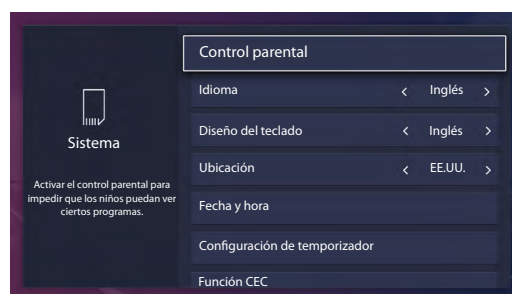 Sistema
Activar el control parental para
impedir que los niños puedan ver
ciertos programas.
Control parental
Idioma < Inglés >
Diseño del teclado < Inglés >
Ubicación < EE.UU. >
Fecha y hora
Configuración de temporizador
Función CEC